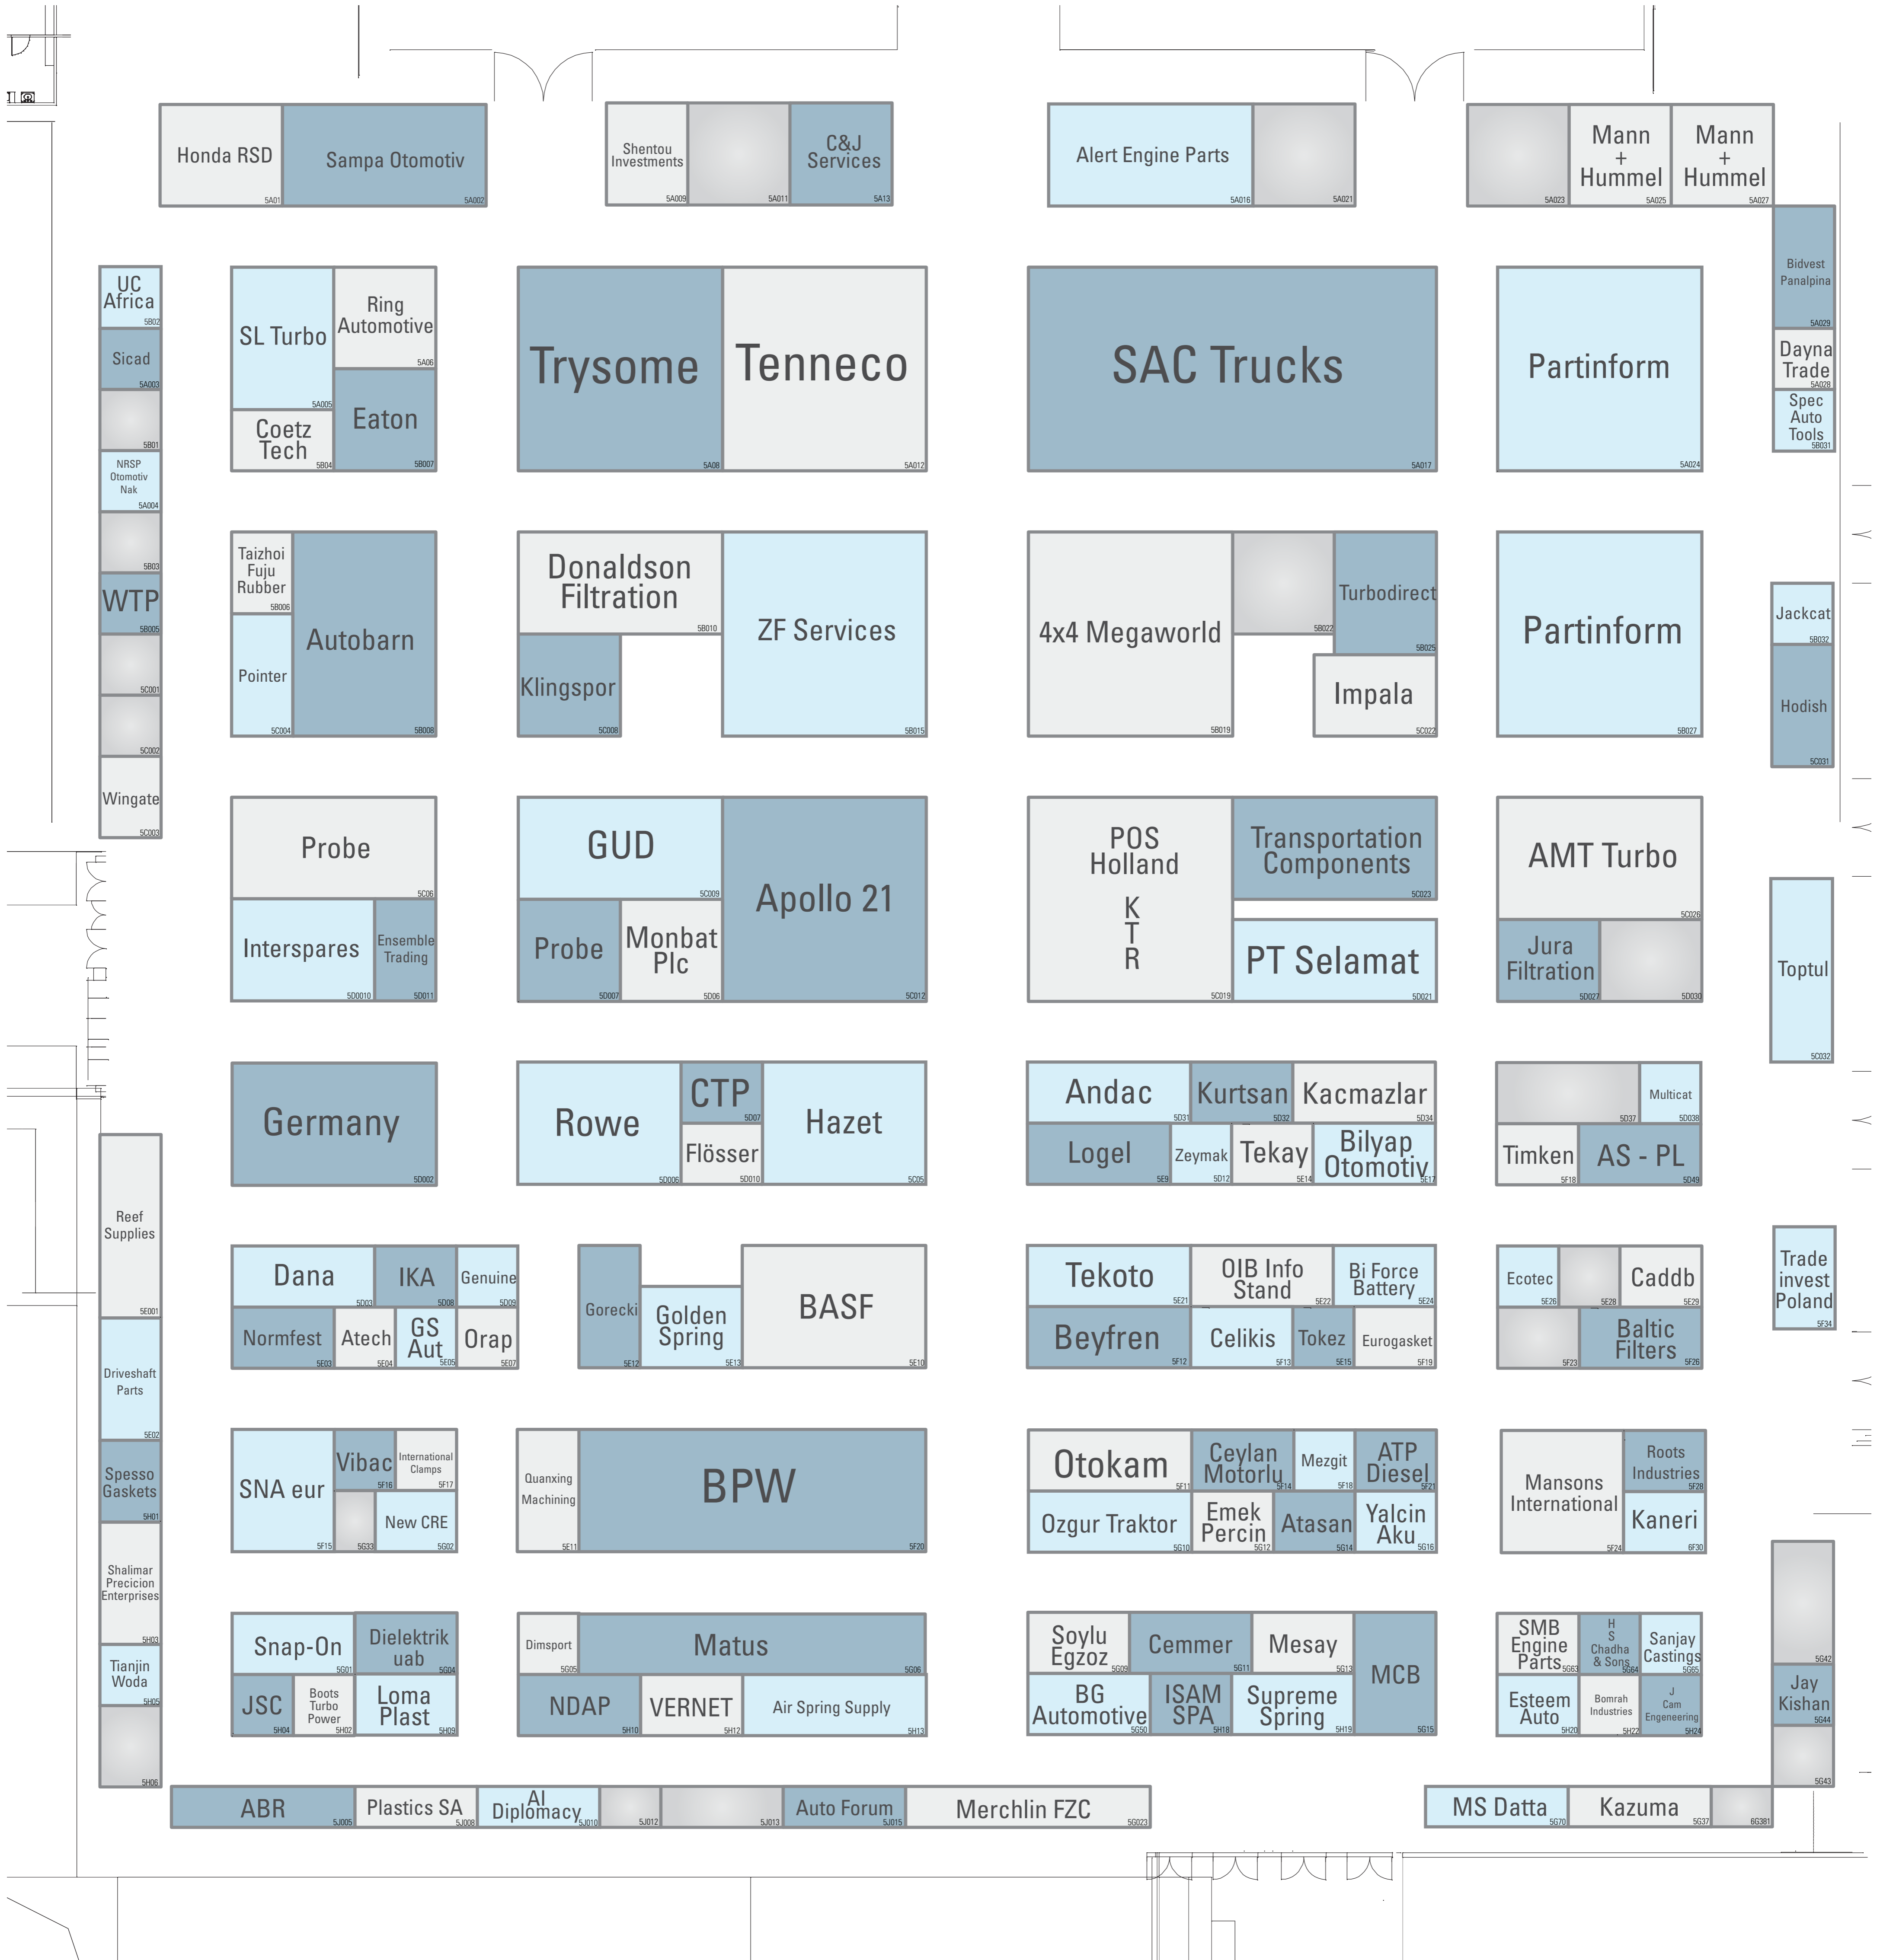 Honda RSD
5A01
Sampa Otomotiv
5A002
Shentou
Investments
5A009
5A011
C&J
Services
5A13
Alert Engine Parts
5A016
5A021
5A023
Mann
+
Hummel
5A025
Mann
+
Hummel
5A027
Bidvest
Panalpina
5A029
Dayna
Trade
5A028
Spec
Auto
Tools
5B031
UC
Africa
5B02
Sicad
5A003
5B01
NRSP
Otomotiv
Nak
5A004
5B03
WTP
5B005
5C001
5C002
Wingate
5C003
SL Turbo
5A005
Ring
Automotive
5A06
Coetz
Tech
5B04
Eaton
5B007
Trysome
5A08
Tenneco
5A012
SAC Trucks
5A017
Partinform
5A024
Taizhoi
Fuju
Rubber
5B006
Pointer
5C004
Autobarn
5B008
Donaldson
Filtration
5B010
Klingspor
5C008
ZF Services
5B015
4x4 Megaworld
5B019
5B022
Turbodirect
5B025
Impala
5C022
Partinform
5B027
Jackcat
5B032
Hodish
5C031
Probe
5C06
Interspares
5D0010
Ensemble
Trading
5D011
GUD
5C009
Probe
5D007
Monbat
Plc
5D06
Apollo 21
5C012
POS
Holland
K
T
R
5C019
Transportation
Components
5C023
PT Selamat
5D021
AMT Turbo
5C026
Jura
Filtration
5D027
5D030
Toptul
5C032
Germany
5D002
Rowe
5D006
CTP
5D07
Flösser
5D010
Hazet
5C05
Andac
5D31
Kurtsan
5D32
Kacmazlar
5D34
Logel
5E9
Zeymak
5D12
Tekay
5E14
Bilyap
Otomotiv
5E17
5D37
Multicat
5D038
Timken
5F18
AS - PL
5D49
Reef
Supplies
5E001
Driveshaft
Parts
5E02
Spesso
Gaskets
5H01
Shalimar
Precicion
Enterprises
5H03
Tianjin
Woda
5H05
5H06
Dana
5D03
IKA
5D08
Genuine
5D09
Normfest
5E03
Atech
5E04
GS
Aut
5E05
Orap
5E07
Gorecki
5E12
Golden
Spring
5E13
BASF
5E10
Tekoto
5E21
OIB Info
Stand
5E22
Bi Force
Battery
5E24
Beyfren
5F12
Celikis
5F13
Tokez
5E15
Eurogasket
5F19
Ecotec
5E26
5E28
Caddb
5E29
5F23
Baltic
Filters
5F26
Trade
invest
Poland
5F34
SNA eur
5F15
Vibac
5F16
International
Clamps
5F17
5G33
New CRE
5G02
Quanxing
Machining
5E11
BPW
5F20
Otokam
5F11
Ceylan
Motorlu
5F14
Mezgit
5F18
ATP
Diesel
5F21
Ozgur Traktor
5G10
Emek
Percin
5G12
Atasan
5G14
Yalcin
Aku
5G16
Mansons
International
5F24
Roots
Industries
5F28
Kaneri
6F30
Snap-On
5G01
Dielektrik
uab
5G04
JSC
5H04
Boots
Turbo
Power
5H02
Loma
Plast
5H09
Dimsport
5G05
Matus
5G06
NDAP
5H10
VERNET
5H12
Air Spring Supply
5H13
Soylu
Egzoz
5G09
Cemmer
5G11
Mesay
5G13
MCB
5G15
BG
Automotive
5G50
ISAM
SPA
5H18
Supreme
Spring
5H19
SMB
Engine
Parts
5G63
H
S
Chadha
& Sons
5G64
Sanjay
Castings
5G65
Esteem
Auto
5H20
Bomrah
Industries
5H22
J
Cam
Engeneering
5H24
5G42
Jay
Kishan
5G44
5G43
ABR
5J005
Plastics SA
5J008
AI
Diplomacy
5J010
5J012
5J013
Auto Forum
5J015
Merchlin FZC
5G023
MS Datta
5G70
Kazuma
5G37
6G381